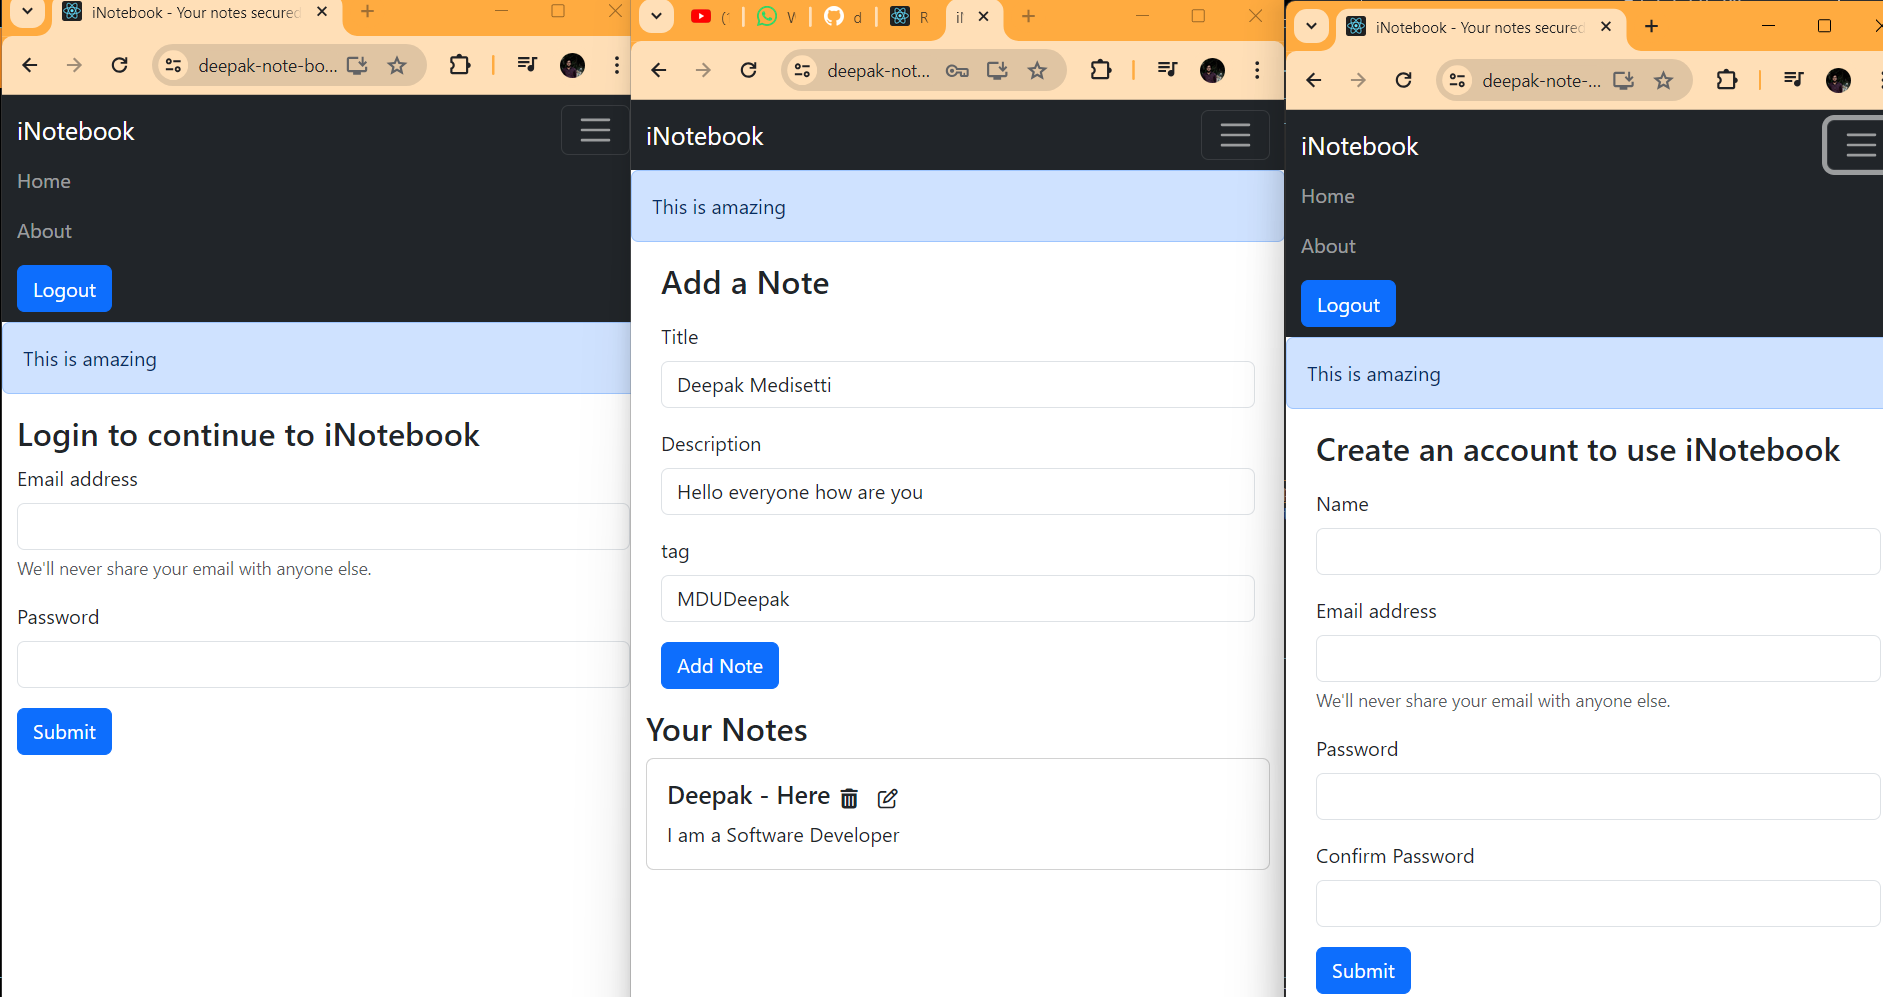 iNotebook - Your notes secured
deepak-note-bo...
iNotebook
Home
About
Logout
This is amazing
Login to continue to iNotebook
Email address
We'll never share your email with anyone else.
Password
Submit
d
R
deepak-not...
iNotebook
This is amazing
Add a Note
Title
Deepak Medisetti
Description
Hello everyone how are you
tag
MDUDeepak
Add Note
Your Notes
Deepak - Here
I am a Software Developer
iNotebook - Your notes secured
deepak-note-...
iNotebook
Home
About
Logout
This is amazing
Create an account to use iNotebook
Name
Email address
We'll never share your email with anyone else.
Password
Confirm Password
Submit